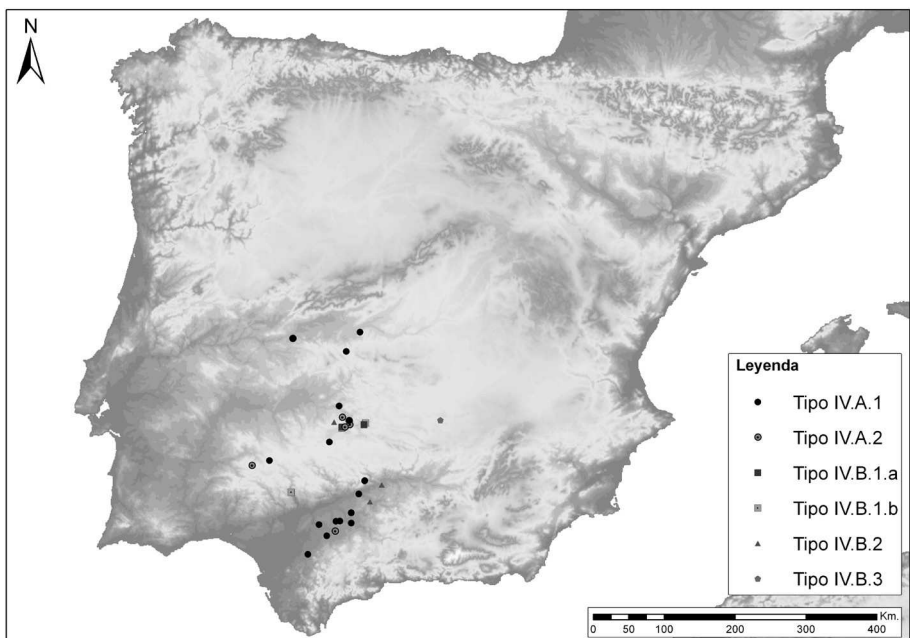 N
Leyenda
Tipo IV.A.1
Tipo IV.A.2
Tipo IV.B.1.a
Tipo IV.B.1.b
Tipo IV.B.2
Tipo IV.B.3
Km.
0 50 100 200 300 400